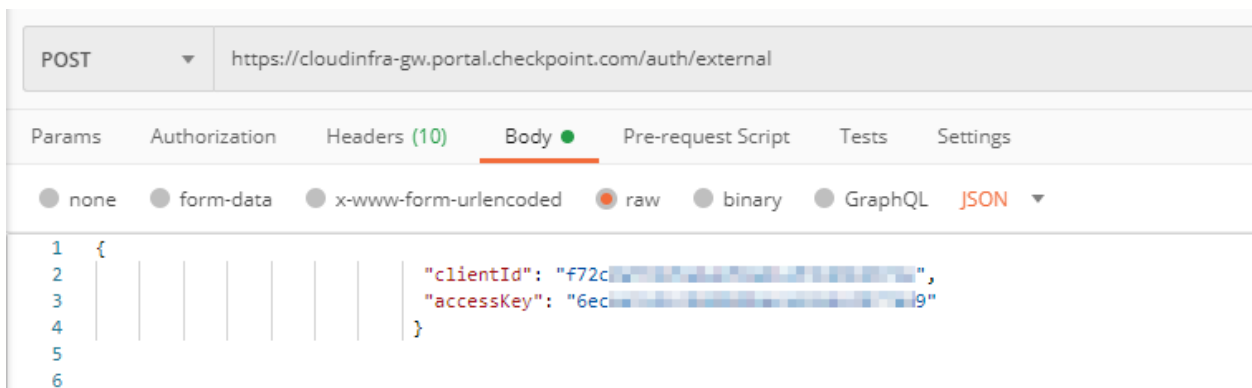 POST https://cloudinfra-gw.portal.checkpoint.com/auth/external
Params Authorization Headers (10) Body Pre-request Script Tests Settings
none form-data x-www-form-urlencoded raw binary GraphQL JSON
1 {
2 "clientId": "f72c ",
3 "accessKey": "6ec 9"
4 }
5
6